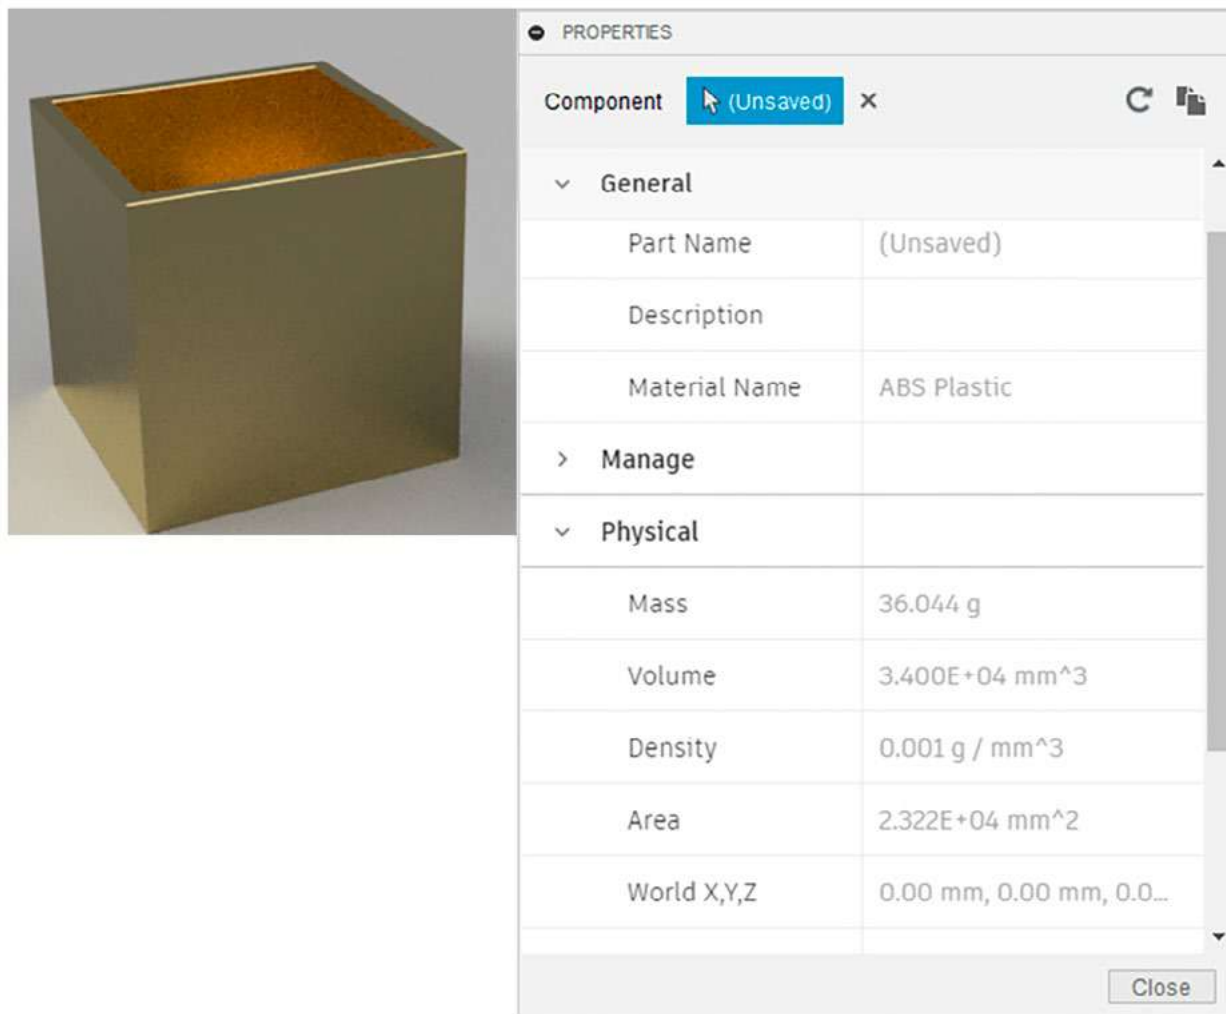 PROPERTIES
Component (Unsaved)
General
Part Name (Unsaved)
Description
Material Name ABS Plastic
Manage
Physical
Mass 36.044 g
Volume 3.400E+04 mm^3
Density 0.001 g / mm^3
Area 2.322E+04 mm^2
World X,Y,Z 0.00 mm, 0.00 mm, 0.0...
Close